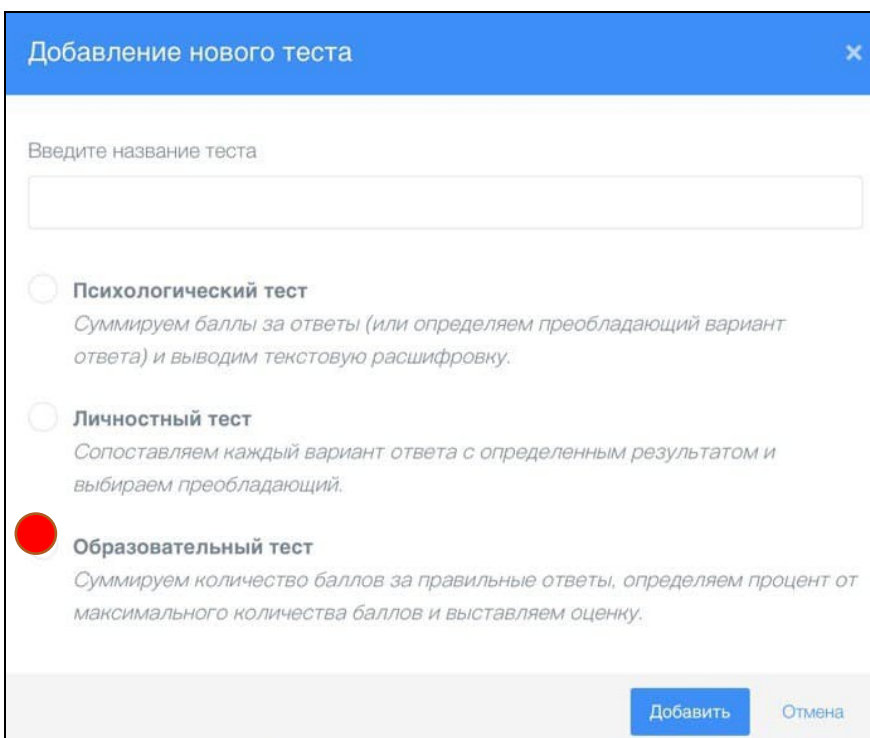 Добавление нового теста ×
Введите название теста
Психологический тест
Суммируем баллы за ответы (или определяем преобладающий вариант
ответа) и выводим текстовую расшифровку.
Личностный тест
Сопоставляем каждый вариант ответа с определенным результатом и
выбираем преобладающий.
Образовательный тест
Суммируем количество баллов за правильные ответы, определяем процент от
максимального количества баллов и выставляем оценку.
Добавить Отмена